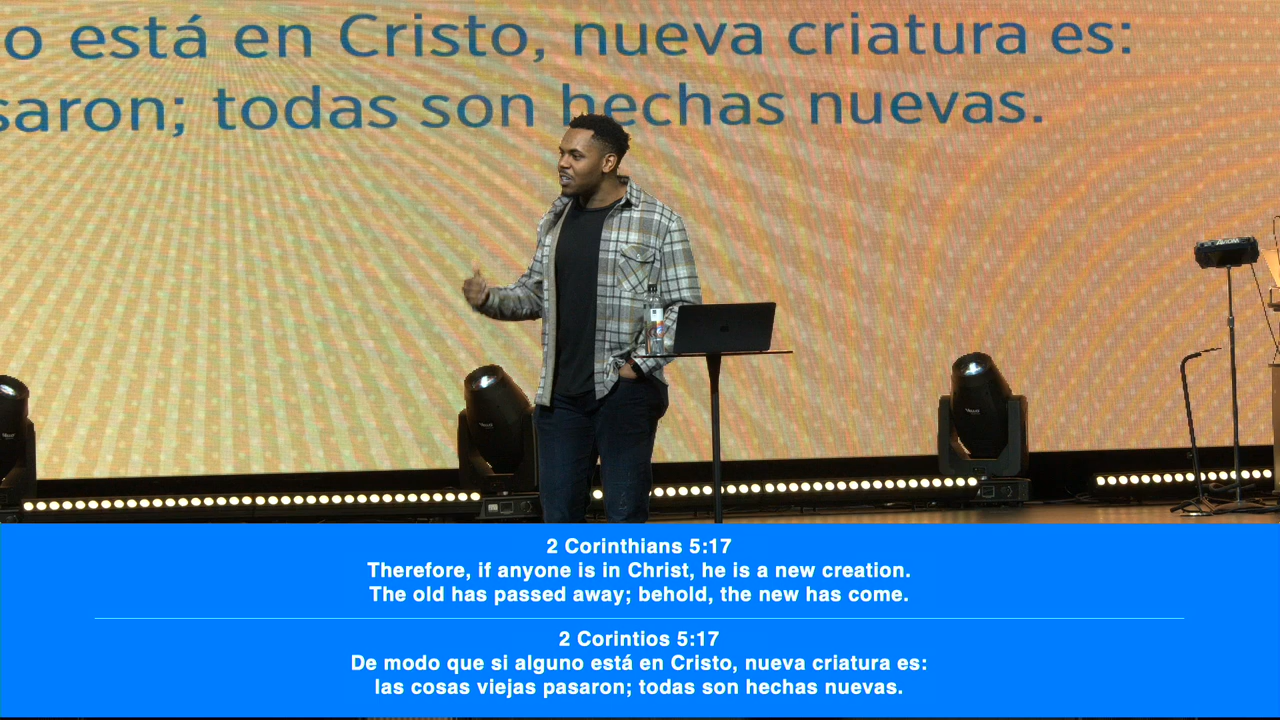 o está en Cristo, nueva criatura es:
saron; todas son hechas nuevas.
AVIOM
2 Corinthians 5:17
Therefore, if anyone is in Christ, he is a new creation.
The old has passed away; behold, the new has come.
2 Corintios 5:17
De modo que si alguno está en Cristo, nueva criatura es:
las cosas viejas pasaron; todas son hechas nuevas.